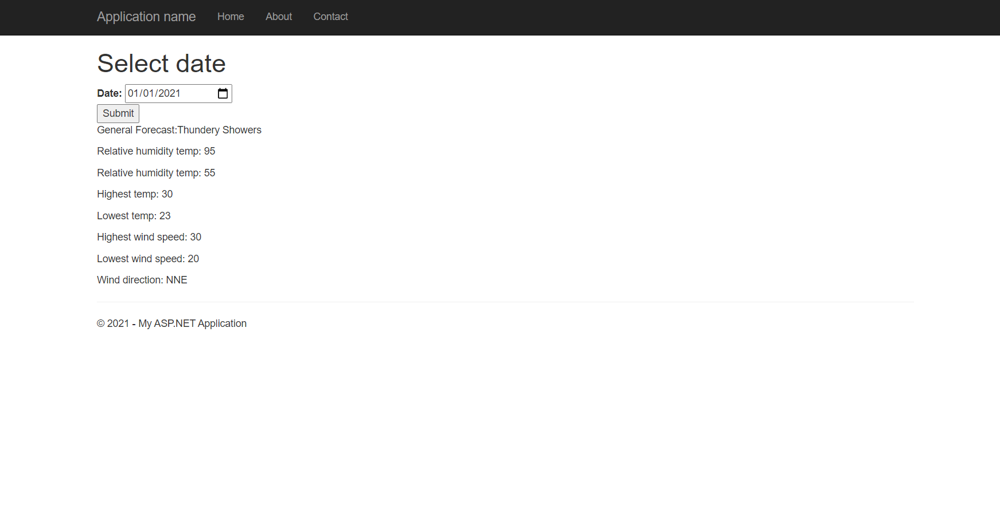 Application name Home About Contact
Select date
Date: 01/01/2021
Submit
General Forecast:Thundery Showers
Relative humidity temp: 95
Relative humidity temp: 55
Highest temp: 30
Lowest temp: 23
Highest wind speed: 30
Lowest wind speed: 20
Wind direction: NNE
© 2021 - My ASP.NET Application